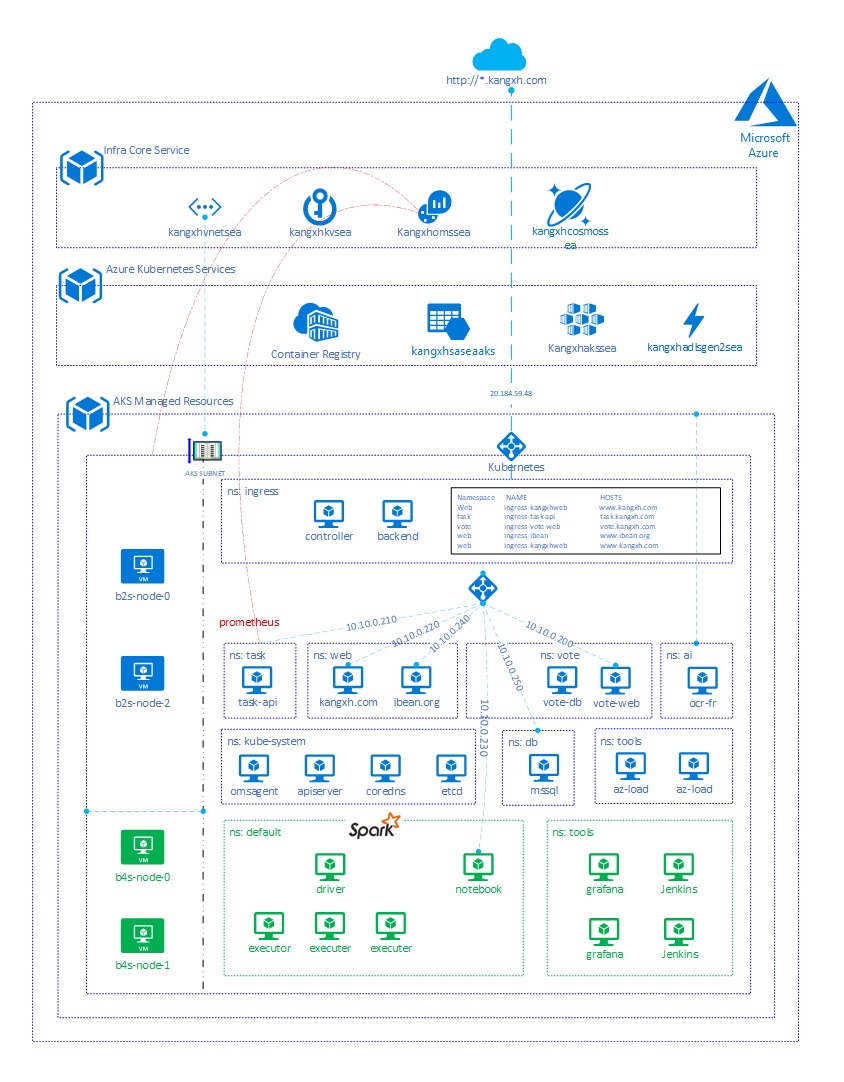 http://*.kangxh.com
Microsoft
Azure
Infra Core Service
kangxhvnetsea
kangxhkvsea
Kangxhomssea
kangxhcosmoss
ea
Azure Kubernetes Services
Container Registry
kangxhsaseaaks
Kangxhakssea
kangxhadlsgen2sea
20.184.59.48
AKS Managed Resources
AKS SUBNET
Kubernetes
ns: ingress
controller
backend
Namespace NAME HOSTS
Web ingress-kangxhweb www.kangxh.com
task ingress-task-api task.kangxh.com
vote ingress-vote-web vote.kangxh.com
web ingress-ibean www.ibean.org
web ingress-kangxhweb www.kangxh.com
VM
b2s-node-0
prometheus
10.10.0.210
10.10.0.220
10.10.0.240
10.10.0.230
10.10.0.250
10.10.0.200
VM
b2s-node-2
ns: task
task-api
ns: web
kangxh.com
ibean.org
ns: vote
vote-db
vote-web
ns: ai
ocr-fr
ns: kube-system
omsagent
apiserver
coredns
etcd
ns: db
mssql
ns: tools
az-load
az-load
VM
b4s-node-0
VM
b4s-node-1
ns: default
Spark
driver
notebook
executor
executer
executer
ns: tools
grafana
Jenkins
grafana
Jenkins